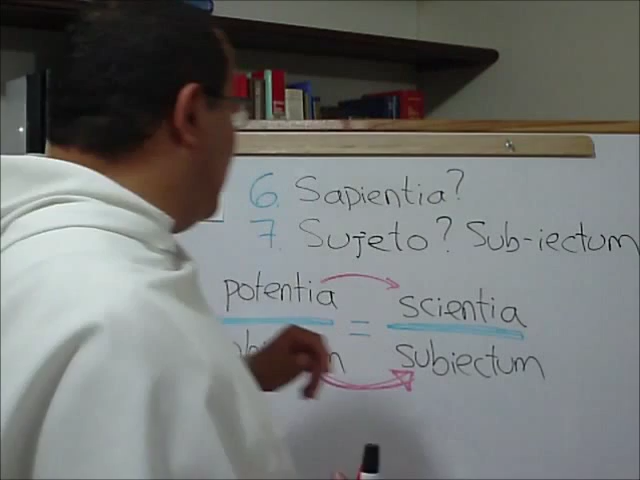 6. Sapientia?
7. Sujeto? Sub-iectum
potentia = scientia
subiectum